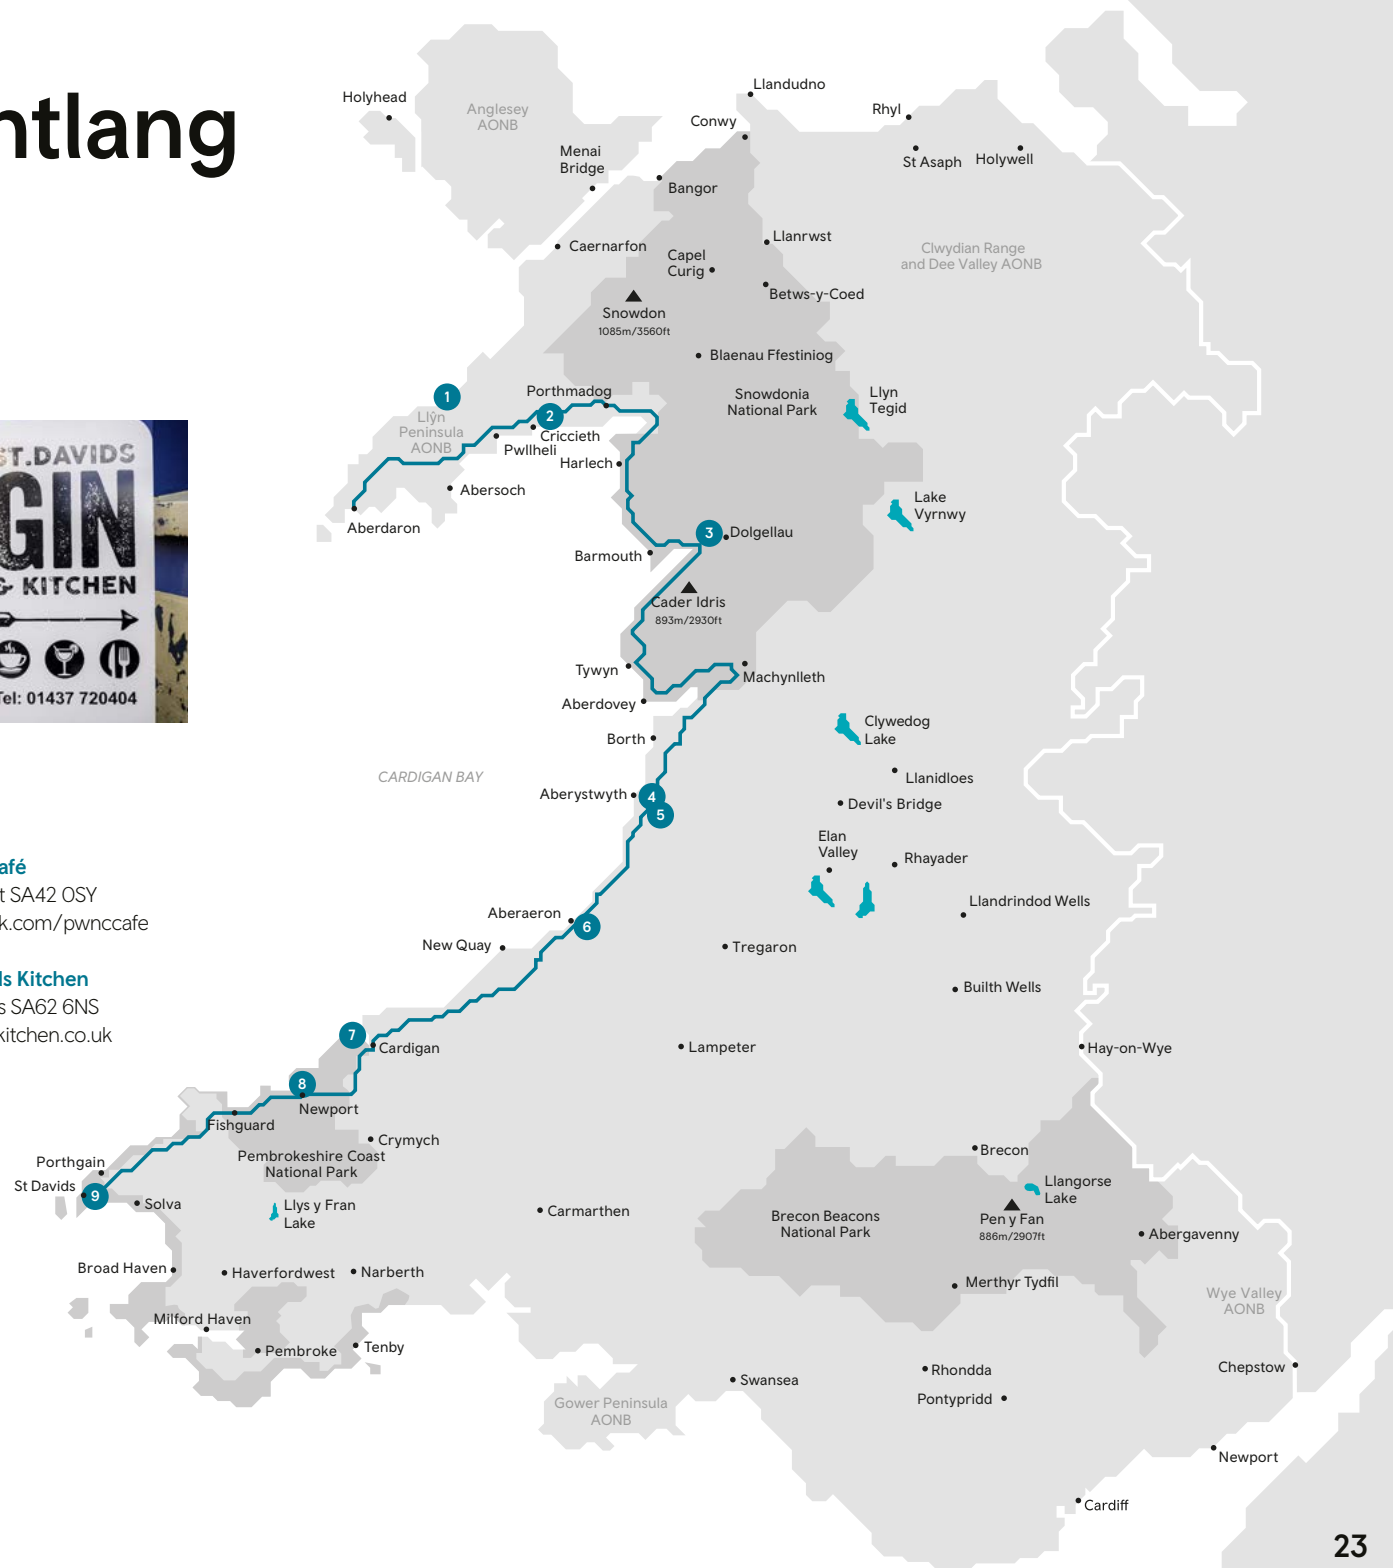 ntlang
ST.DAVIDS
GIN
& KITCHEN
Tel: 01437 720404
afé
t SA42 0SY
k.com/pwnccafe
ls Kitchen
s SA62 6NS
kitchen.co.uk
Holyhead
Anglesey
AONB
Menai
Bridge
Llandudno
Conwy
Rhyl
St Asaph
Holywell
Bangor
Caernarfon
Llanrwst
Capel
Curig
Betws-y-Coed
Clwydian Range
and Dee Valley AONB
Snowdon
1085m/3560ft
Blaenau Ffestiniog
1
Llŷn
Peninsula
AONB
Porthmadog
2
Criccieth
Pwllheli
Snowdonia
National Park
Llyn
Tegid
Harlech
Abersoch
Aberdaron
Lake
Vyrnwy
3
Dolgellau
Barmouth
Cader Idris
893m/2930ft
Tywyn
Machynlleth
Aberdovey
Borth
Clywedog
Lake
CARDIGAN BAY
Llanidloes
Aberystwyth
4
5
Devil's Bridge
Elan
Valley
Rhayader
Llandrindod Wells
Aberaeron
6
New Quay
Tregaron
Builth Wells
7
Cardigan
Lampeter
Hay-on-Wye
8
Newport
Fishguard
Crymych
Pembrokeshire Coast
National Park
Brecon
Porthgain
St Davids
9
Solva
Llys y Fran
Lake
Carmarthen
Llangorse
Lake
Brecon Beacons
National Park
Pen y Fan
886m/2907ft
Abergavenny
Broad Haven
Haverfordwest
Narberth
Merthyr Tydfil
Wye Valley
AONB
Milford Haven
Pembroke
Tenby
Swansea
Rhondda
Chepstow
Gower Peninsula
AONB
Pontypridd
Newport
Cardiff
23